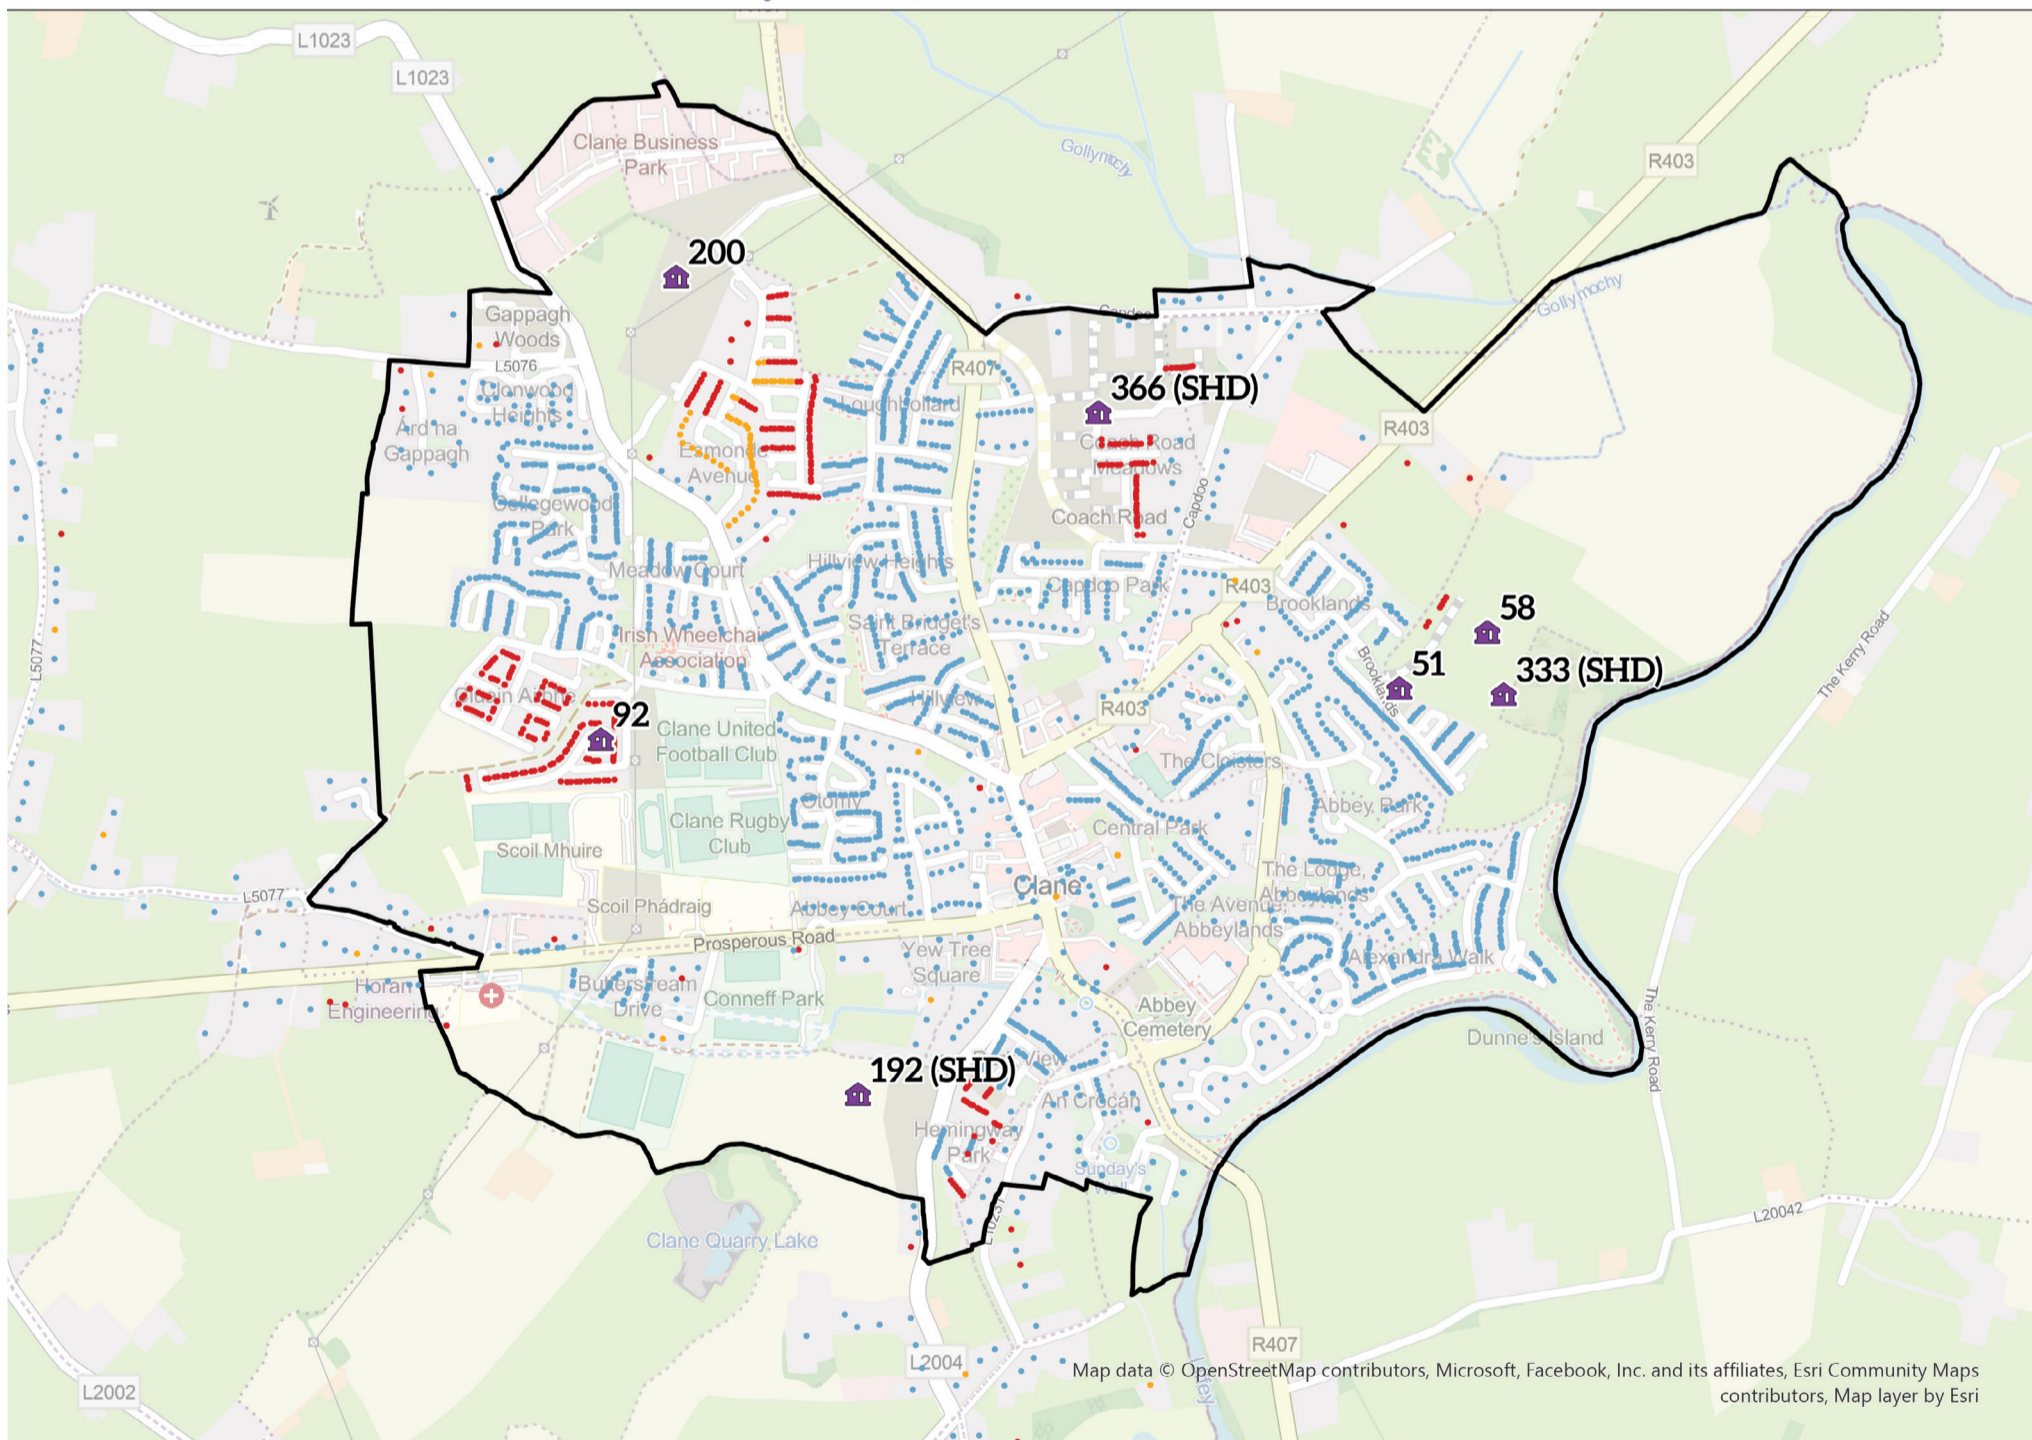 L1023
L1023
Clane Business
Park
Gollymochy
R403
200
Gollymochy
Gappagh
Woods
L5076
R407
366 (SHD)
Clonwood
Heights
Loughbollard
Árd na
Gappagh
R403
Coach Road
Meadows
Esmonde
Avenue
Collegewood
Park
Capdoo
Coach Road
Meadow Court
Hillview Heights
Capdoo Park
R403
Brooklands
58
Irish Wheelchair
Association
Saint Bridget's
Terrace
The Kerry Road
L5077
51
333 (SHD)
Brooklands
Hillview
R403
92
Clane United
Football Club
The Cloisters
Otomy
Abbey Park
Clane Rugby
Club
Central Park
Scoil Mhuire
The Lodge,
Abbeylands
Clane
L5077
Scoil Phádraig
Abbey Court
The Avenue,
Abbeylands
Prosperous Road
Yew Tree
Square
Alexandra Walk
Horan
Engineering
Butterstream
Drive
Conneff Park
Abbey
Cemetery
The Kerry Road
Dunne's Island
192 (SHD)
An Crocán
Hemingway
Park
Sunday's
Well
L20042
Clane Quarry Lake
R407
L2004
L2002
Map data © OpenStreetMap contributors, Microsoft, Facebook, Inc. and its affiliates, Esri Community Maps
contributors, Map layer by Esri